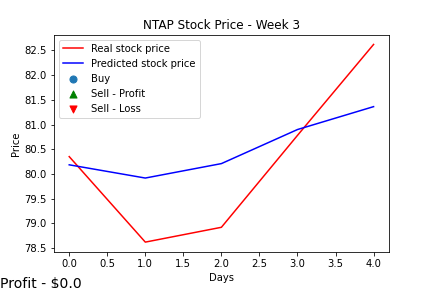 NTAP Stock Price - Week 3
Real stock price
Predicted stock price
Buy
Sell - Profit
Sell - Loss
Price
82.5
82.0
81.5
81.0
80.5
80.0
79.5
79.0
78.5
0.0 0.5 1.0 1.5 2.0 2.5 3.0 3.5 4.0
Days
Profit - $0.0